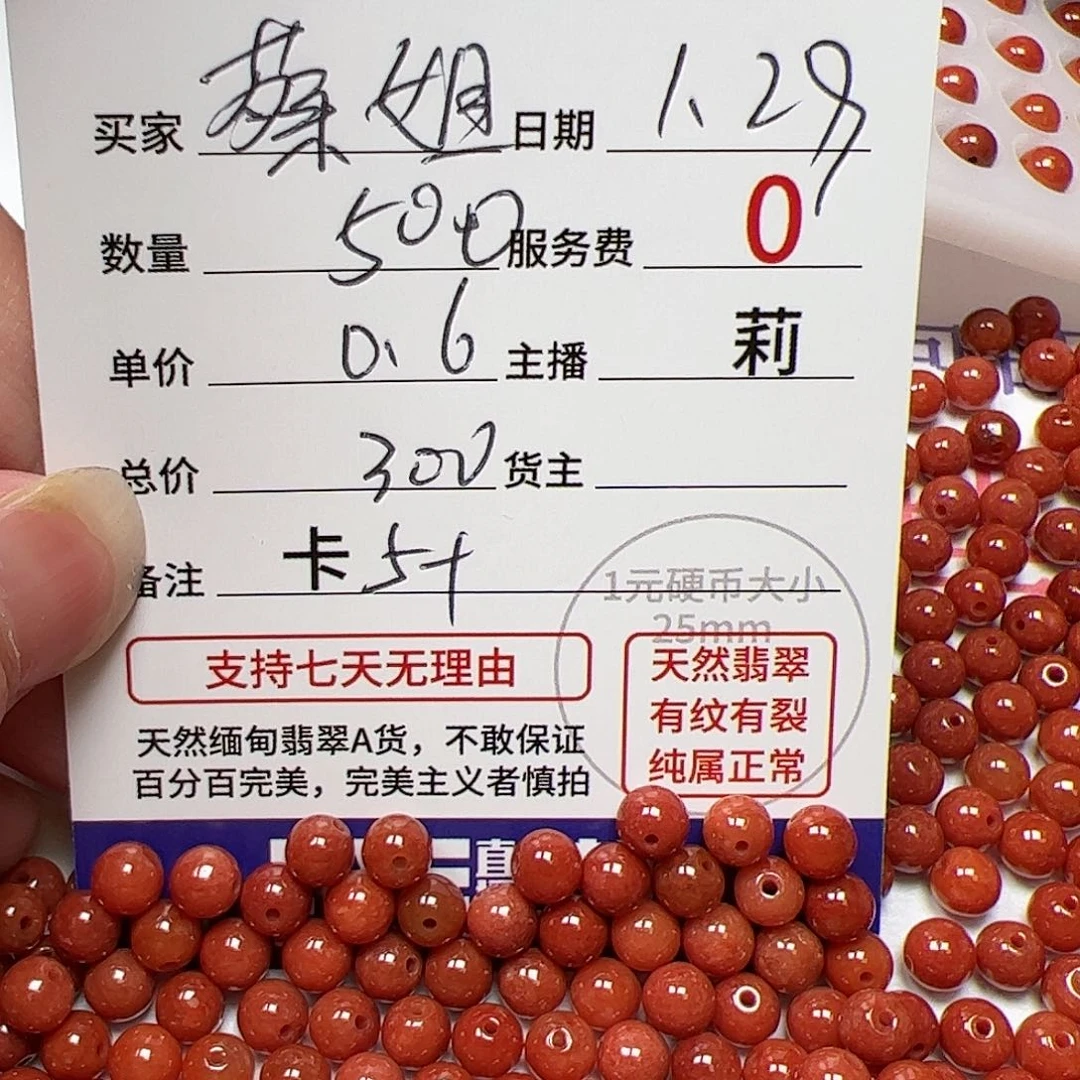 买家 蔡姐 日期 1.29
数量 500 服务费 0
单价 0.6 主播 莉
总价 300 货主
备注 卡 5+
1元硬币大小
25mm
支持七天无理由
天然翡翠
有纹有裂
纯属正常
天然缅甸翡翠A货，不敢保证
百分百完美，完美主义者慎拍